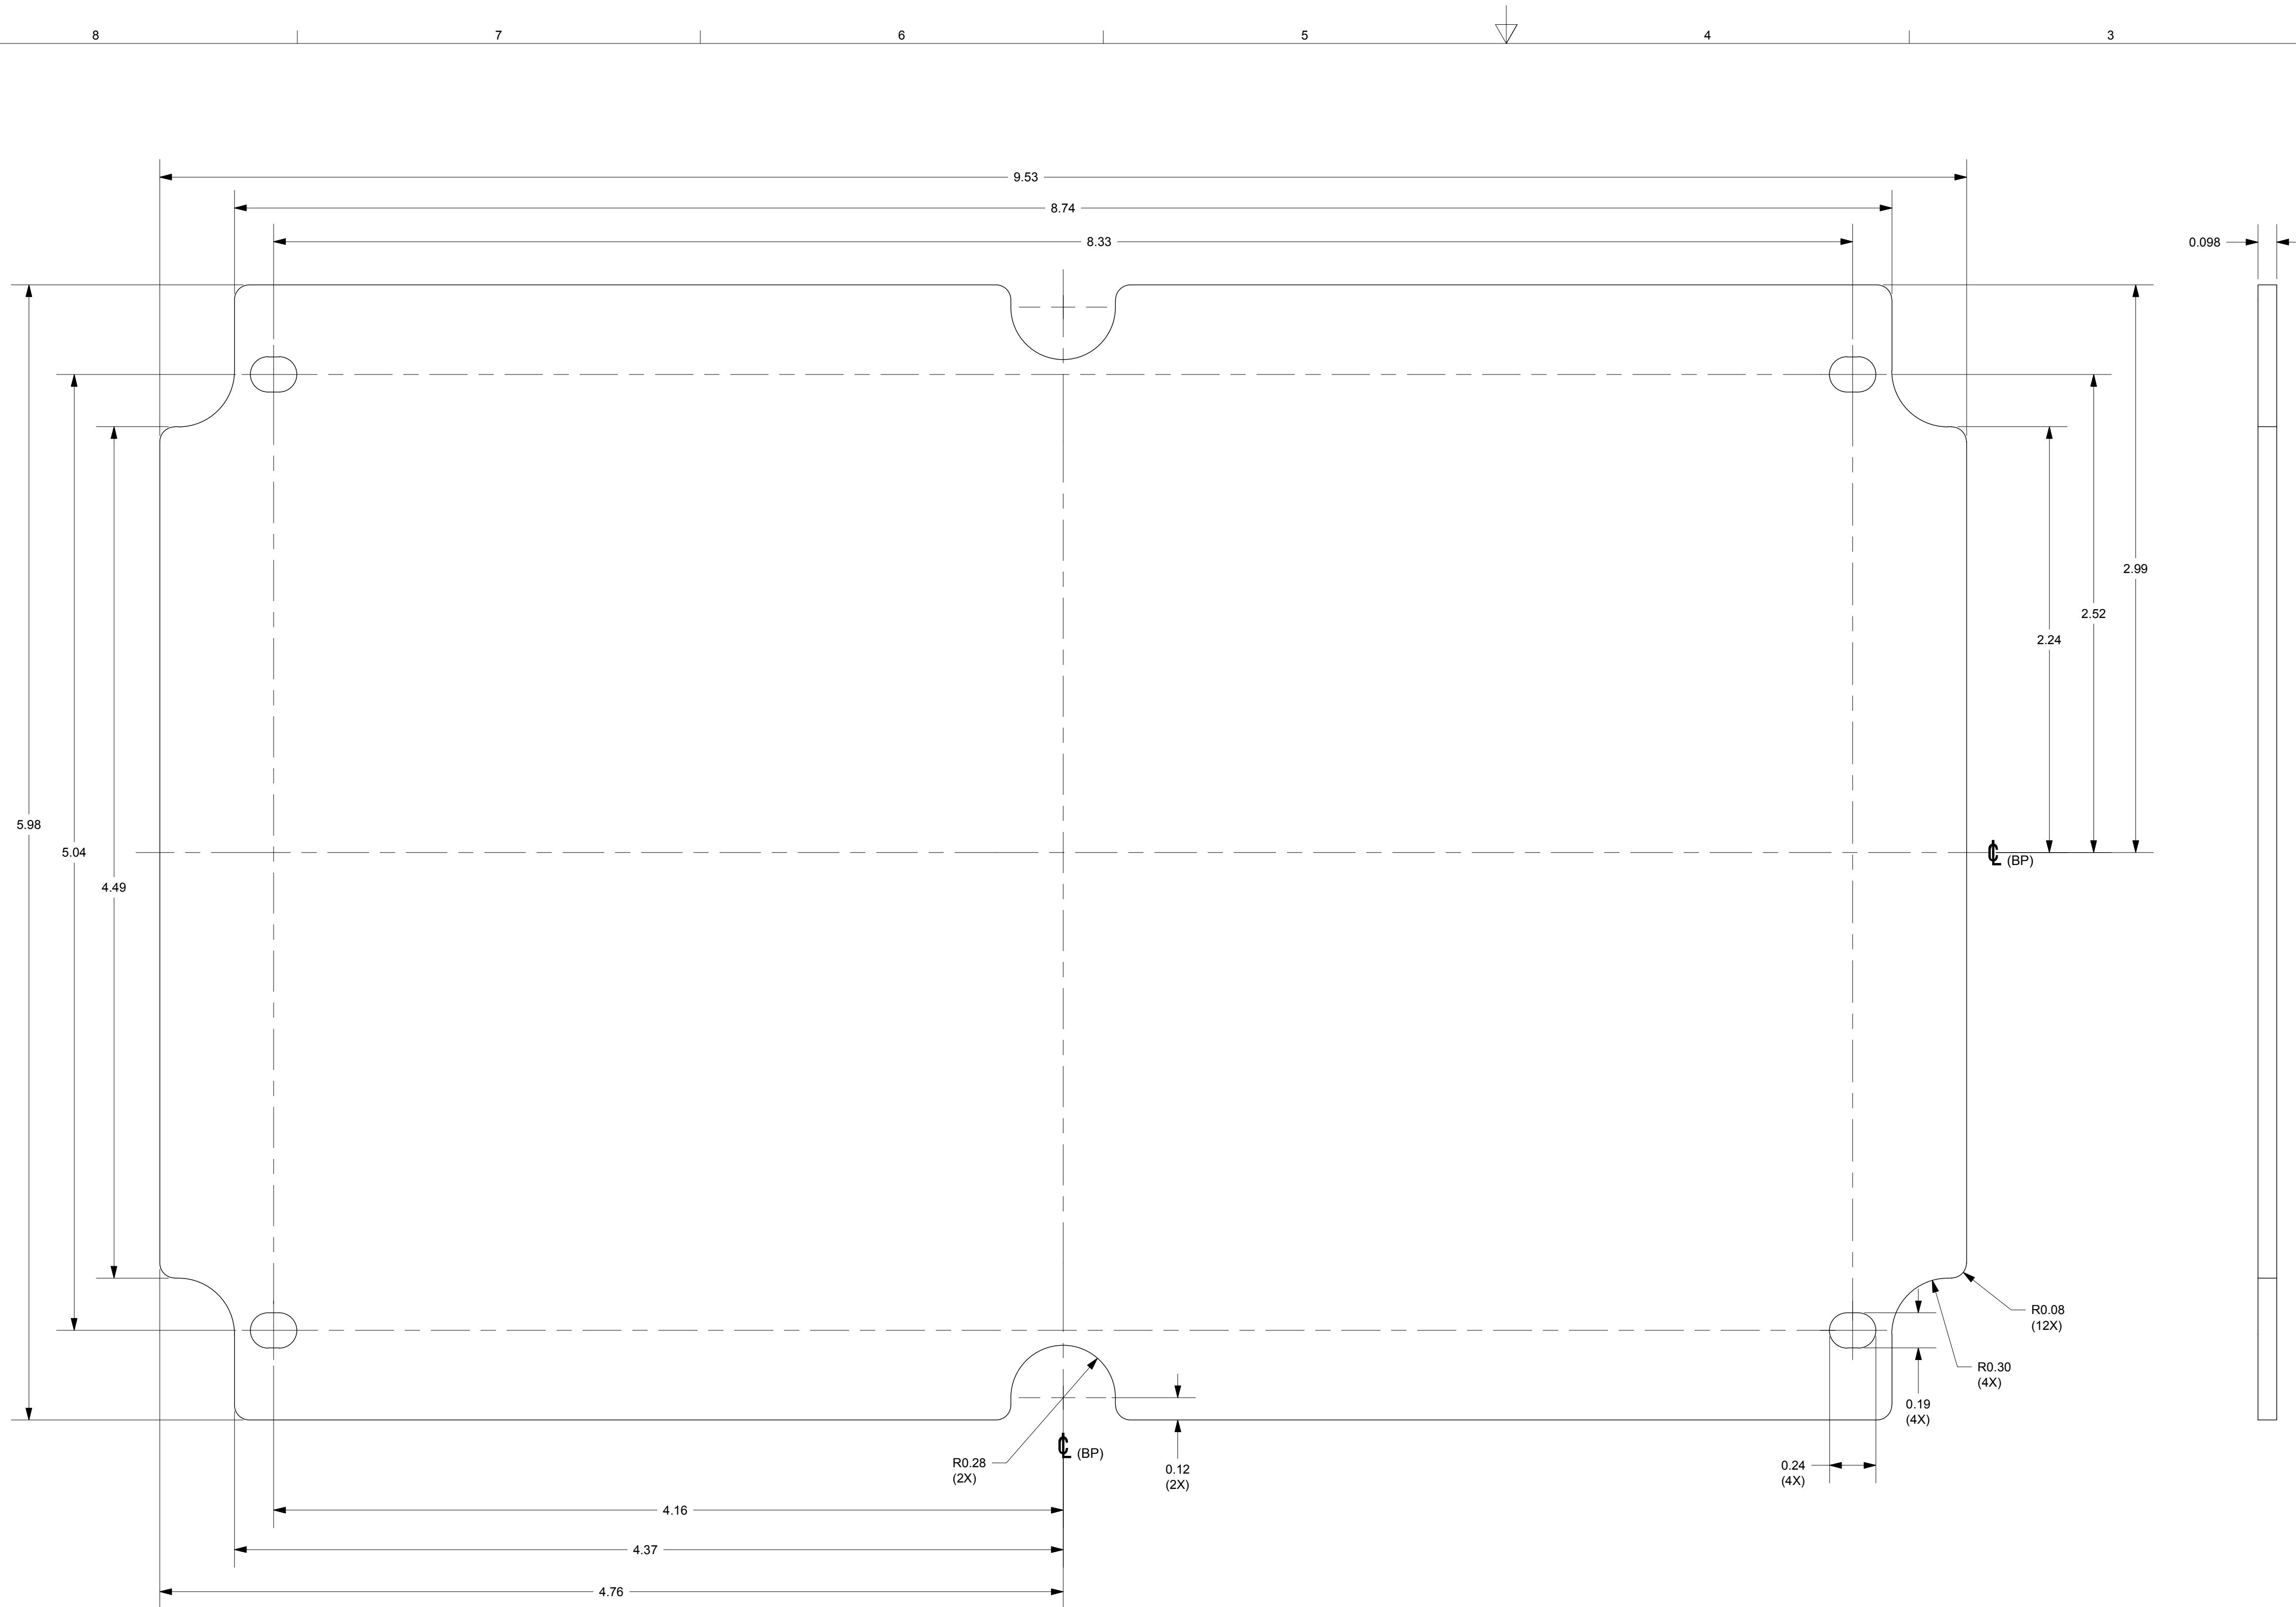 8 7 6 5 4 3
9.53
8.74
8.33
0.098
2.99
2.52
2.24
5.98
5.04
4.49
℄ (BP)
R0.08
(12X)
R0.30
(4X)
0.19
(4X)
0.24
(4X)
0.12
(2X)
℄ (BP)
R0.28
(2X)
4.16
4.37
4.76